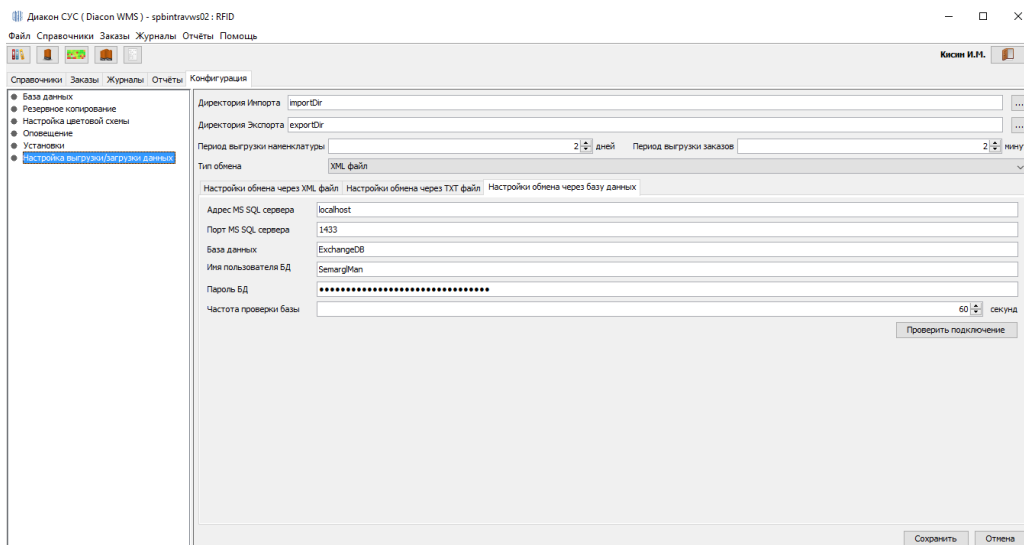 Диакон СУС ( Diacon WMS ) - spbintravws02 : RFID
Файл Справочники Заказы Журналы Отчёты Помощь
Кисин И.М.
Справочники Заказы Журналы Отчёты Конфигурация
База данных
Резервное копирование
Настройка цветовой схемы
Оповещение
Установки
Настройка выгрузки/загрузки данных
Директория Импорта importDir ...
Директория Экспорта exportDir ...
Период выгрузки наменклатуры 2 дней Период выгрузки заказов 2 мину
Тип обмена XML файл
Настройки обмена через XML файл Настройки обмена через TXT файл Настройки обмена через базу данных
Адрес MS SQL сервера localhost
Порт MS SQL сервера 1433
База данных ExchangeDB
Имя пользователя БД SemarglMan
Пароль БД ••••••••••••••••••••••••••••••••
Частота проверки базы 60 секунд
Проверить подключение
Сохранить Отмена